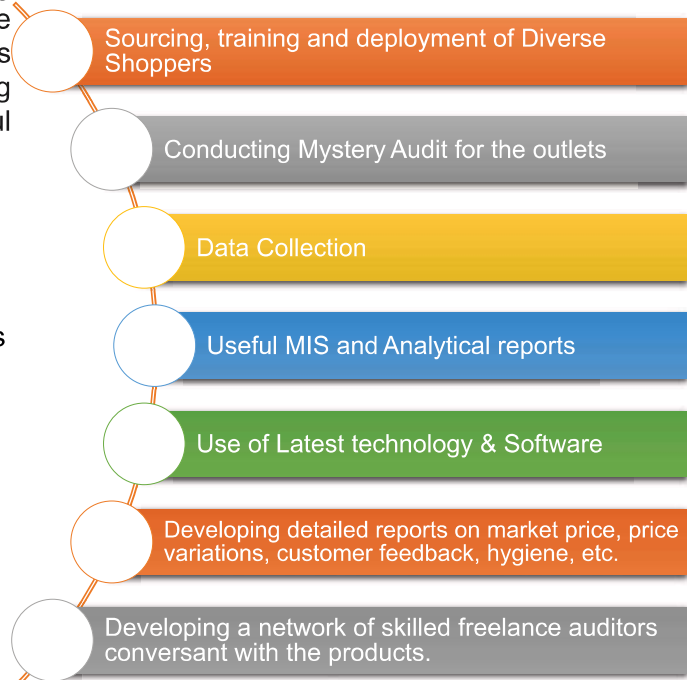 Sourcing, training and deployment of Diverse
Shoppers
Conducting Mystery Audit for the outlets
Data Collection
Useful MIS and Analytical reports
Use of Latest technology & Software
Developing detailed reports on market price, price
variations, customer feedback, hygiene, etc.
Developing a network of skilled freelance auditors
conversant with the products.